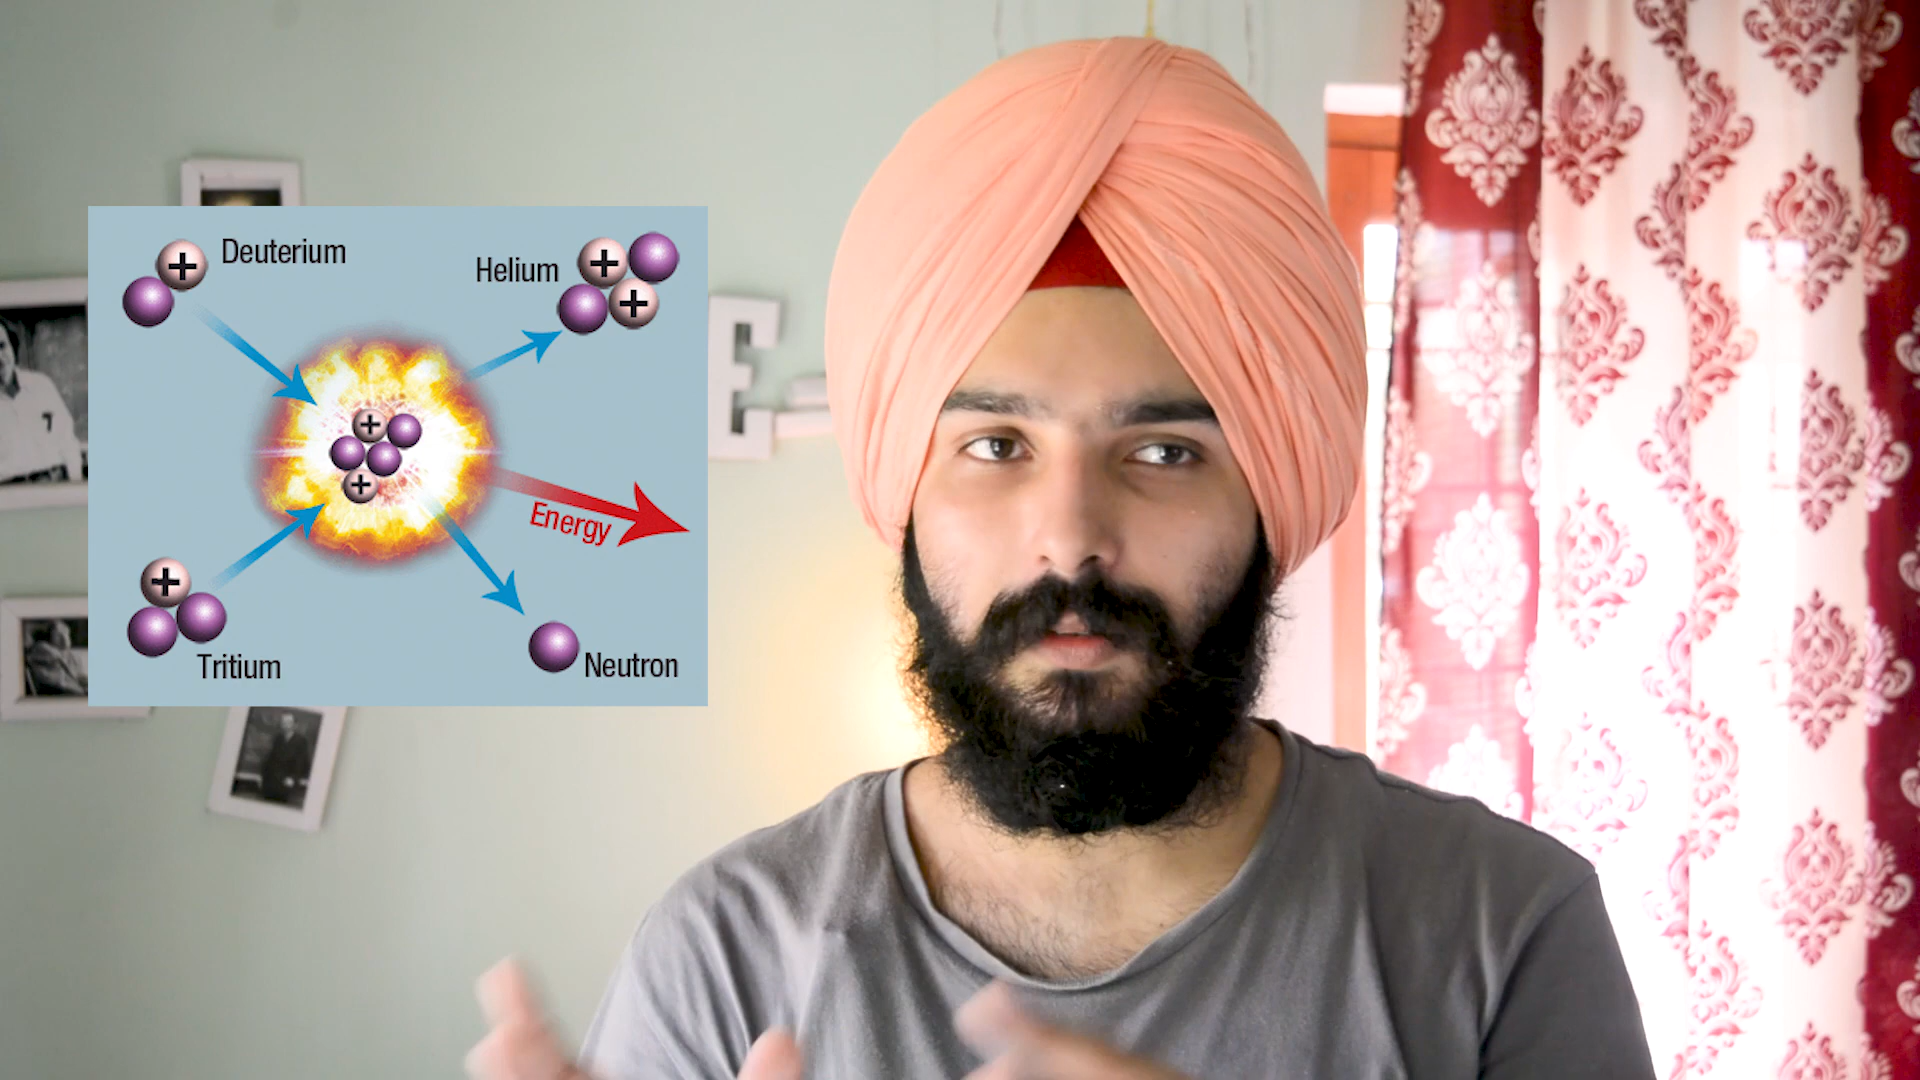 Deuterium
Helium
+
+
+
+
+
Energy
+
Tritium
Neutron
E=